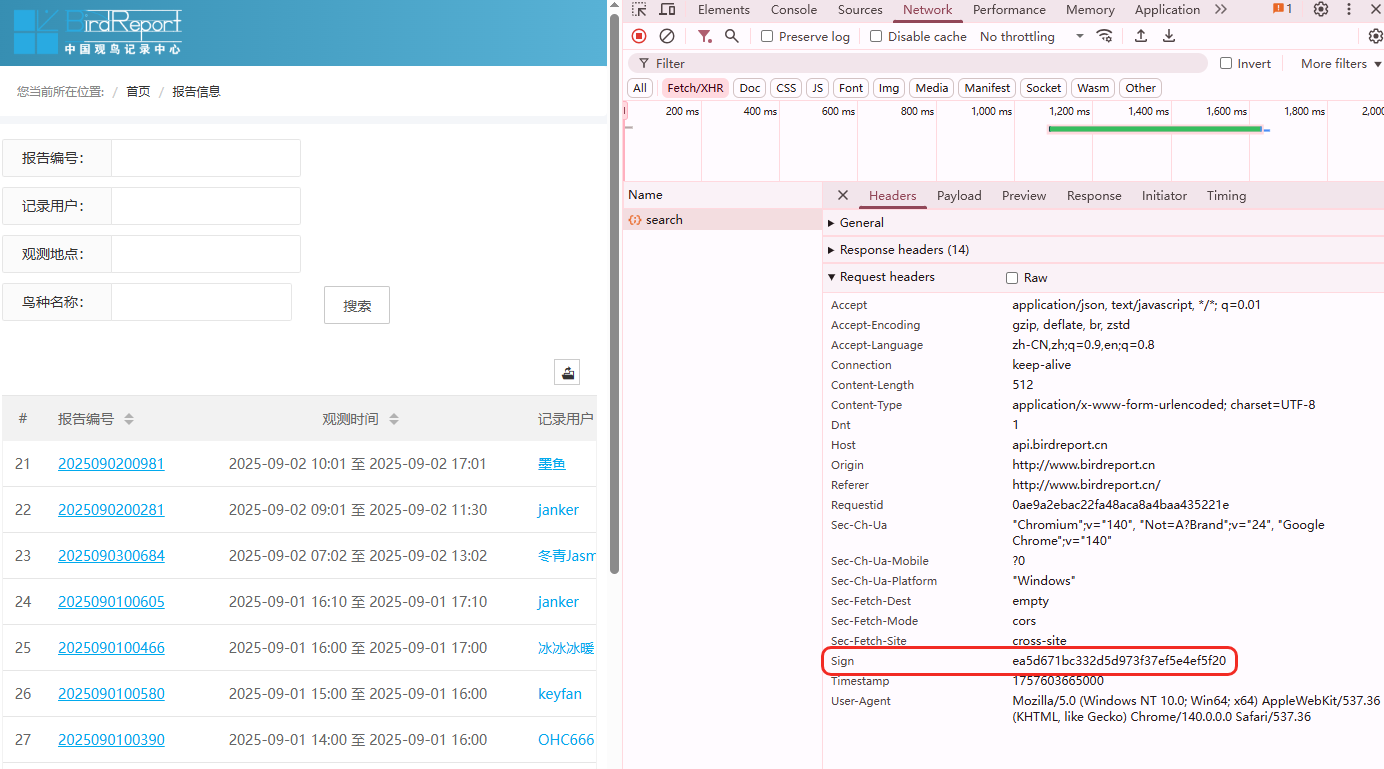 BirdReport
中国观鸟记录中心
您当前所在位置: / 首页 / 报告信息
报告编号:
记录用户:
观测地点:
鸟种名称:
搜索
# 报告编号 观测时间 记录用户
21 2025090200981 2025-09-02 10:01 至 2025-09-02 17:01 墨鱼
22 2025090200281 2025-09-02 09:01 至 2025-09-02 11:30 janker
23 2025090300684 2025-09-02 07:02 至 2025-09-02 13:02 冬青Jasm
24 2025090100605 2025-09-01 16:10 至 2025-09-01 17:10 janker
25 2025090100466 2025-09-01 16:00 至 2025-09-01 17:00 冰冰冰暖
26 2025090100580 2025-09-01 15:00 至 2025-09-01 16:00 keyfan
27 2025090100390 2025-09-01 14:00 至 2025-09-01 16:00 OHC666
Elements Console Sources Network Performance Memory Application 1
Preserve log Disable cache No throttling
Filter Invert More filters
All Fetch/XHR Doc CSS JS Font Img Media Manifest Socket Wasm Other
200 ms 400 ms 600 ms 800 ms 1,000 ms 1,200 ms 1,400 ms 1,600 ms 1,800 ms 2,000
Name
search
Headers Payload Preview Response Initiator Timing
General
Response headers (14)
Request headers Raw
Accept application/json, text/javascript, */*; q=0.01
Accept-Encoding gzip, deflate, br, zstd
Accept-Language zh-CN,zh;q=0.9,en;q=0.8
Connection keep-alive
Content-Length 512
Content-Type application/x-www-form-urlencoded; charset=UTF-8
Dnt 1
Host api.birdreport.cn
Origin http://www.birdreport.cn
Referer http://www.birdreport.cn/
Requestid 0ae9a2ebac22fa48aca8a4baa435221e
Sec-Ch-Ua "Chromium";v="140", "Not=A?Brand";v="24", "Google
Chrome";v="140"
Sec-Ch-Ua-Mobile ?0
Sec-Ch-Ua-Platform "Windows"
Sec-Fetch-Dest empty
Sec-Fetch-Mode cors
Sec-Fetch-Site cross-site
Sign ea5d671bc332d5d973f37ef5e4ef5f20
Timestamp 1757603665000
User-Agent Mozilla/5.0 (Windows NT 10.0; Win64; x64) AppleWebKit/537.36
(KHTML, like Gecko) Chrome/140.0.0.0 Safari/537.36